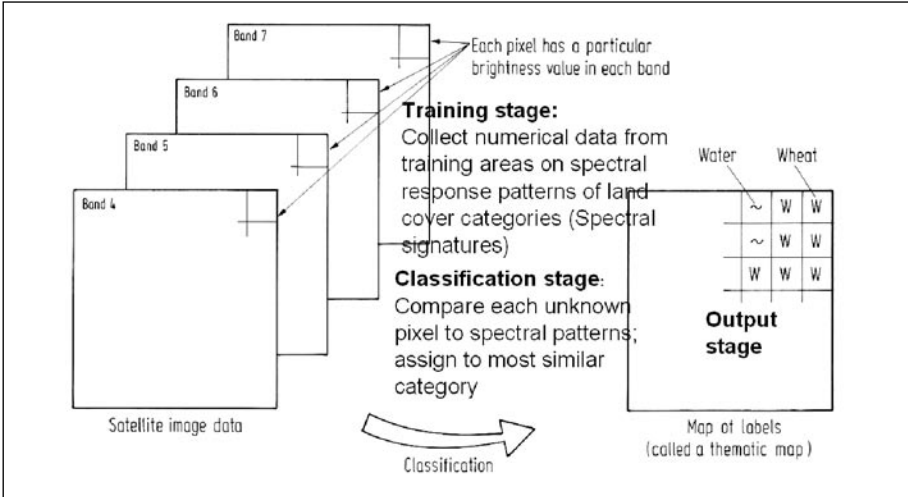 Band 7
Band 6
Band 5
Band 4
Each pixel has a particular
brightness value in each band
Training stage:
Collect numerical data from
training areas on spectral
response patterns of land
cover categories (Spectral
signatures)
Classification stage:
Compare each unknown
pixel to spectral patterns;
assign to most similar
category
Water
Wheat
~ W W
~ W W
W W W
Output
stage
Satellite image data
Classification
Map of labels
(called a thematic map)